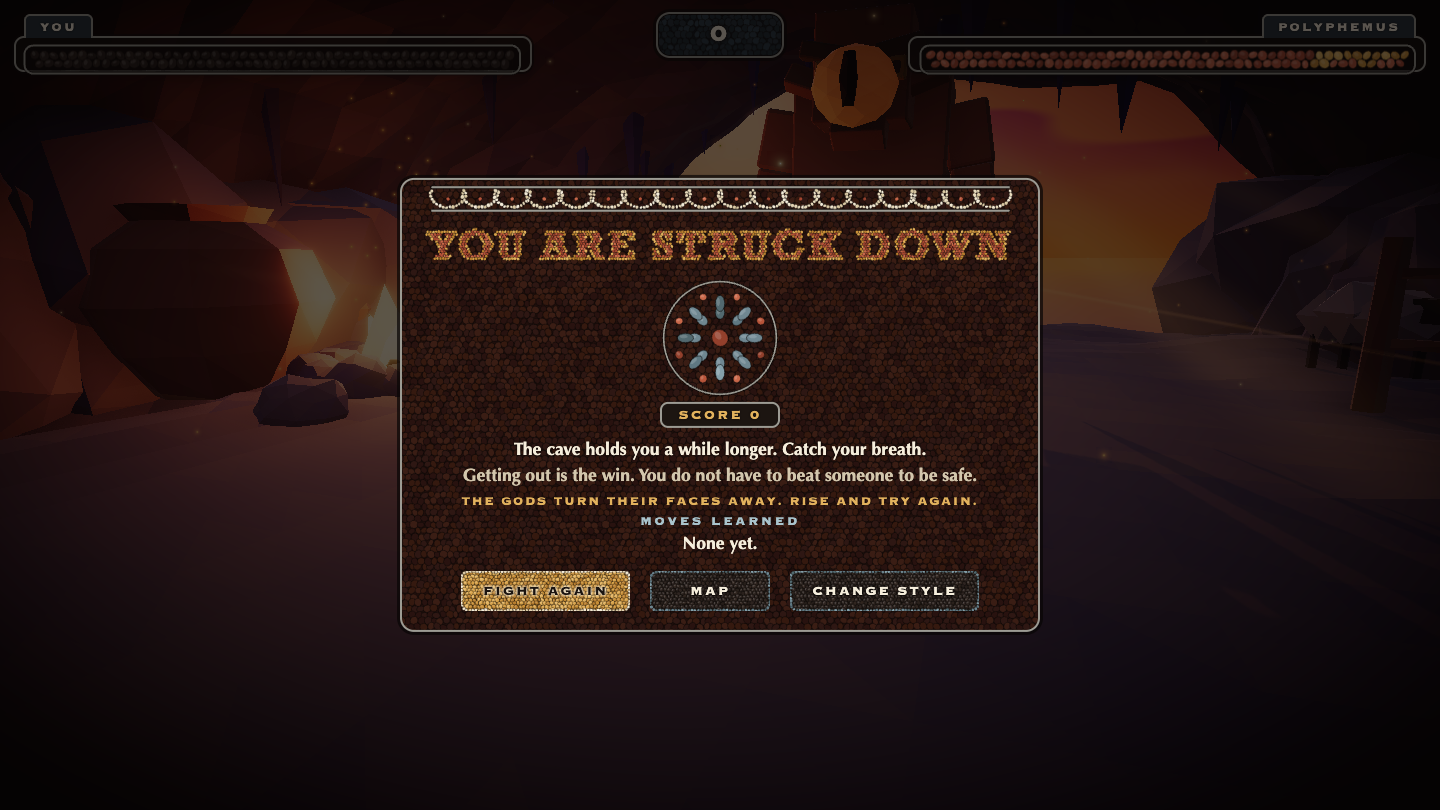 YOU
0
POLYPHEMUS
YOU ARE STRUCK DOWN
SCORE 0
The cave holds you a while longer. Catch your breath.
Getting out is the win. You do not have to beat someone to be safe.
THE GODS TURN THEIR FACES AWAY. RISE AND TRY AGAIN.
MOVES LEARNED
None yet.
FIGHT AGAIN
MAP
CHANGE STYLE